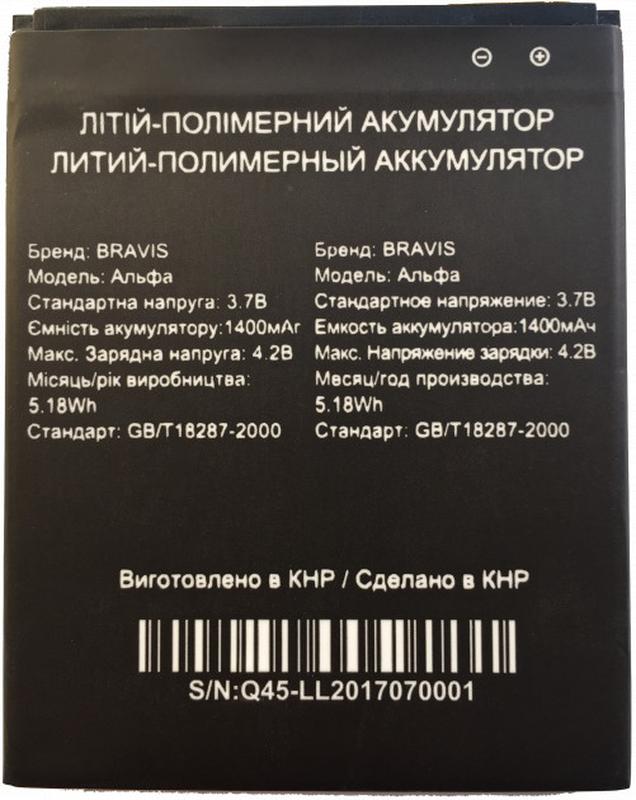 ЛІТІЙ-ПОЛІМЕРНИЙ АКУМУЛЯТОР
ЛИТИЙ-ПОЛИМЕРНЫЙ АККУМУЛЯТОР
Бренд: BRAVIS
Модель: Альфа
Стандартна напруга: 3.7В
Ємність акумулятору:1400мАг
Макс. Зарядна напруга: 4.2В
Місяць/рік виробництва:
5.18Wh
Стандарт: GB/T18287-2000
Бренд: BRAVIS
Модель: Альфа
Стандартное напряжение: 3.7В
Емкость аккумулятора:1400мАч
Макс. Напряжение зарядки: 4.2В
Месяц/год производства:
5.18Wh
Стандарт: GB/T18287-2000
Виготовлено в КНР / Сделано в КНР
S/N:Q45-LL2017070001